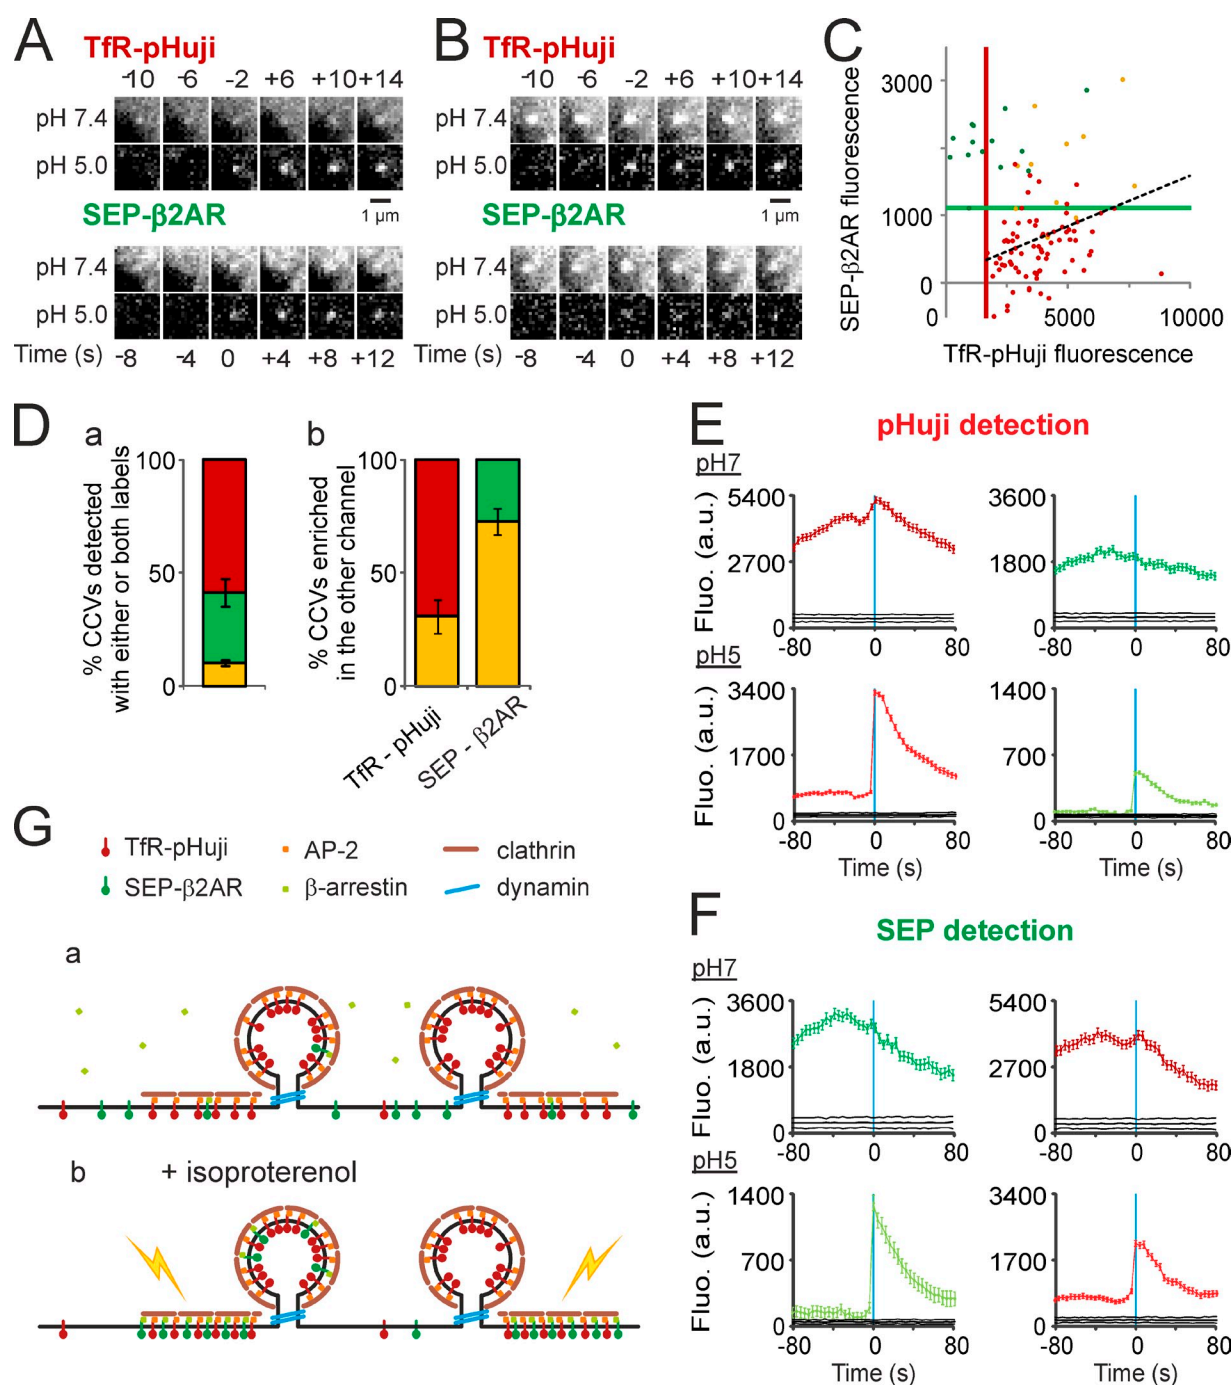 A
TfR-pHuji
-10 -6 -2 +6 +10 +14
pH 7.4
pH 5.0
1 µm
SEP-β2AR
pH 7.4
pH 5.0
Time (s) -8 -4 0 +4 +8 +12
B
TfR-pHuji
-10 -6 -2 +6 +10 +14
pH 7.4
pH 5.0
1 µm
SEP-β2AR
pH 7.4
pH 5.0
Time (s) -8 -4 0 +4 +8 +12
C
SEP-β2AR fluorescence
3000
1000
0
0 5000 10000
TfR-pHuji fluorescence
D
a
% CCVs detected
with either or both labels
100
50
0
b
% CCVs enriched
in the other channel
100
50
0
TfR - pHuji
SEP - β2AR
E
pHuji detection
pH7
Fluo. (a.u.)
5400
2700
0
-80 0 80
3600
1800
0
-80 0 80
pH5
Fluo. (a.u.)
3400
1700
0
-80 0 80
Time (s)
1400
700
0
-80 0 80
Time (s)
F
SEP detection
pH7
Fluo. (a.u.)
3600
1800
0
-80 0 80
5400
2700
0
-80 0 80
pH5
Fluo. (a.u.)
1400
700
0
-80 0 80
Time (s)
3400
1700
0
-80 0 80
Time (s)
G
TfR-pHuji
SEP-β2AR
AP-2
β-arrestin
clathrin
dynamin
a
b
+ isoproterenol